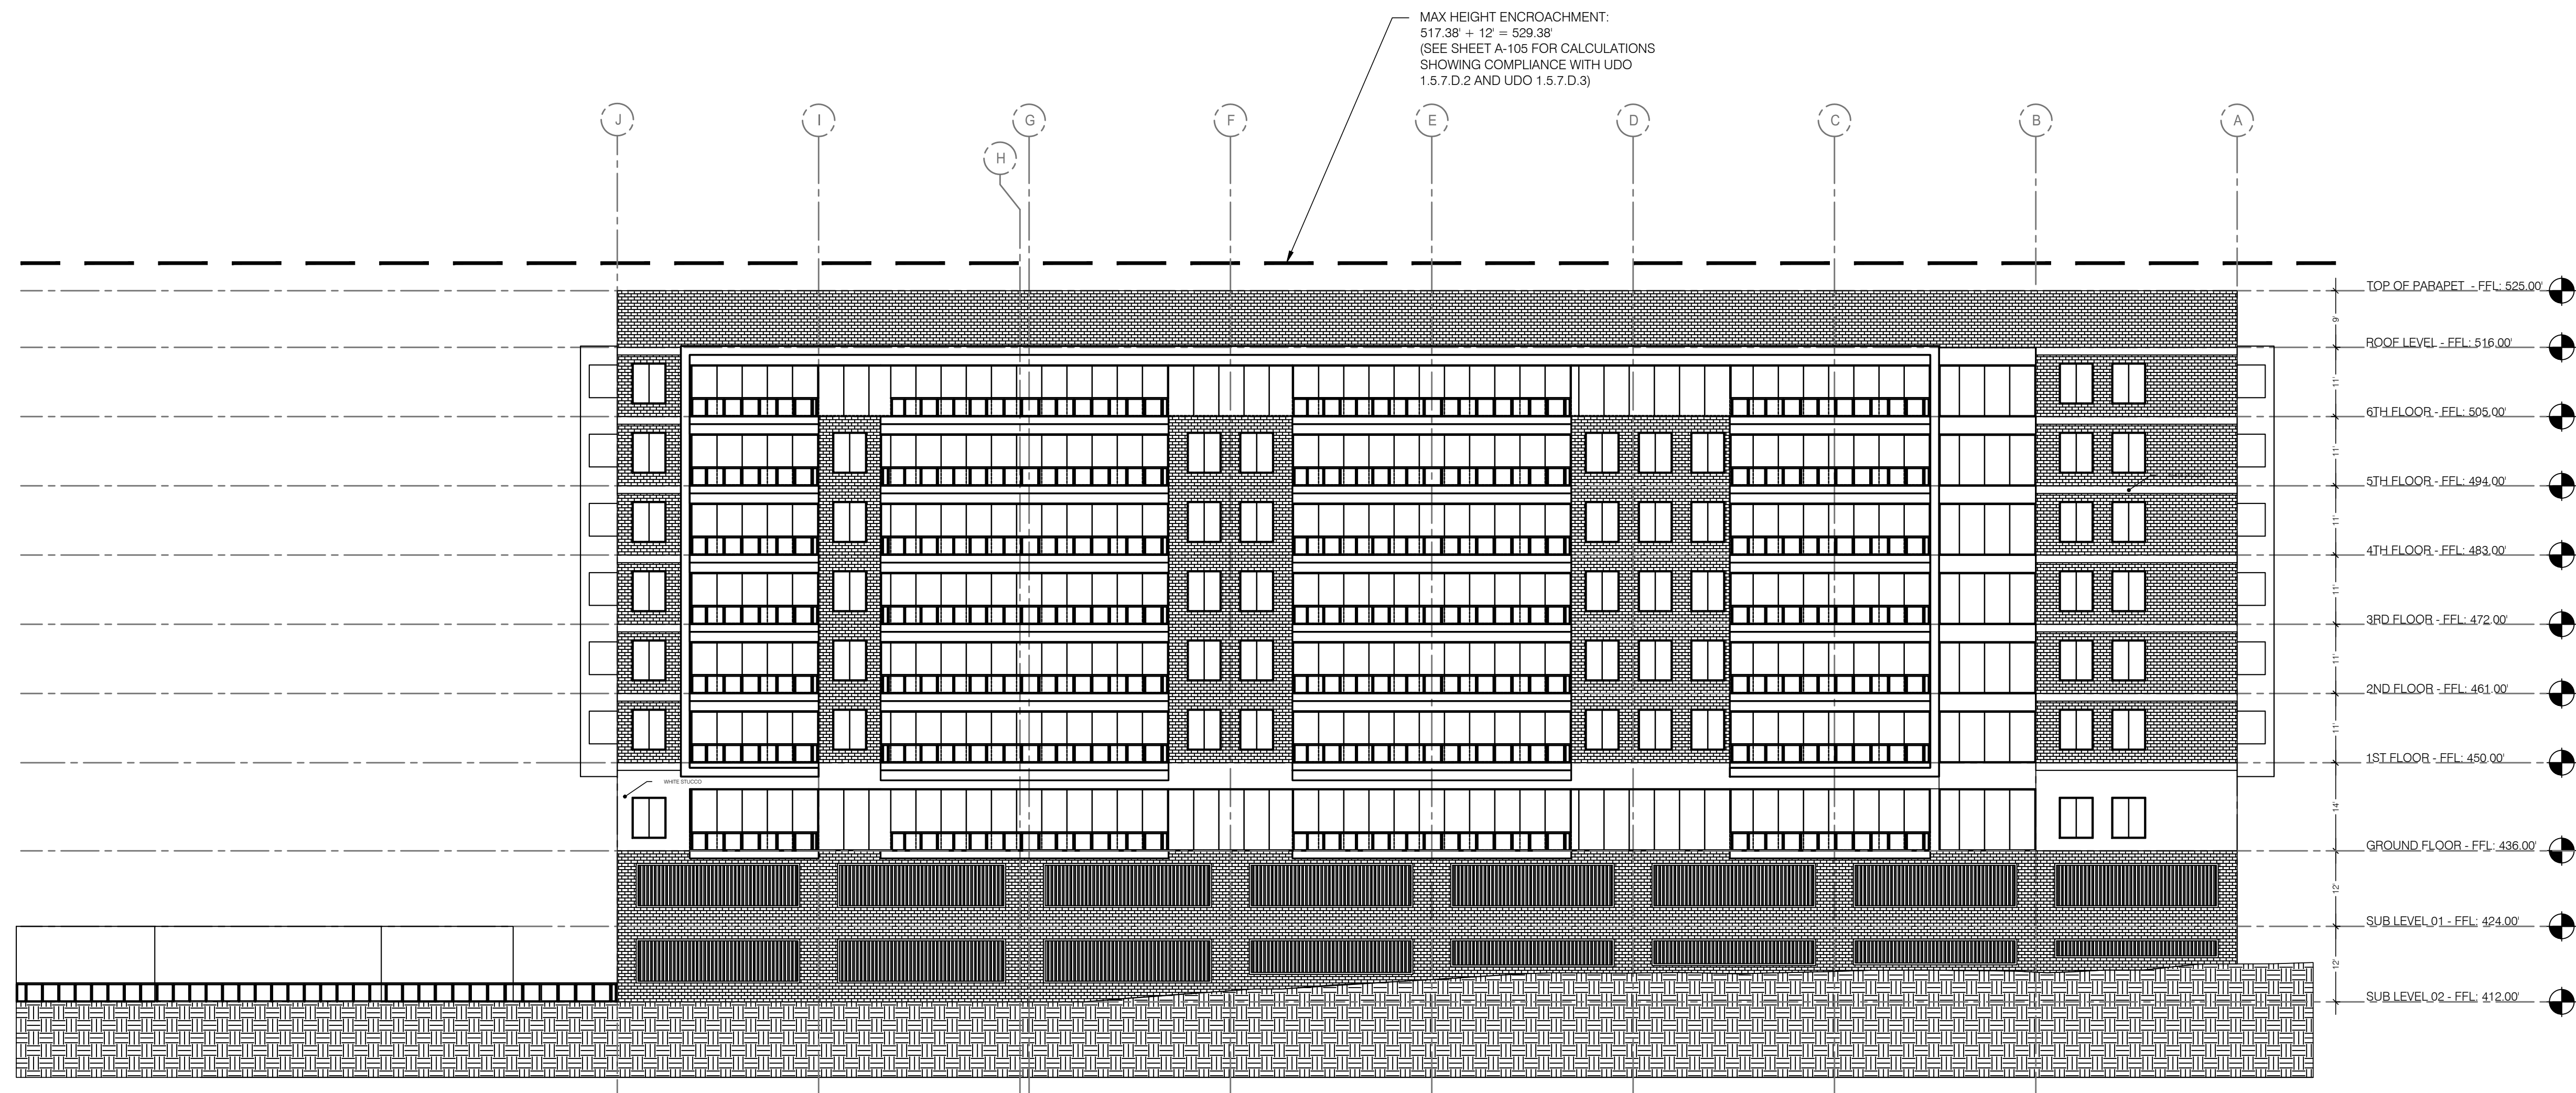 MAX HEIGHT ENCROACHMENT:
517.38' + 12' = 529.38'
(SEE SHEET A-105 FOR CALCULATIONS
SHOWING COMPLIANCE WITH UDO
1.5.7.D.2 AND UDO 1.5.7.D.3)
J
I
H
G
F
E
D
C
B
A
TOP OF PARAPET - FFL: 525.00'
9'
ROOF LEVEL - FFL: 516.00'
11'
6TH FLOOR - FFL: 505.00'
11'
5TH FLOOR - FFL: 494.00'
11'
4TH FLOOR - FFL: 483.00'
11'
3RD FLOOR - FFL: 472.00'
11'
2ND FLOOR - FFL: 461.00'
11'
1ST FLOOR - FFL: 450.00'
WHITE STUCCO
14'
GROUND FLOOR - FFL: 436.00'
12'
SUB LEVEL 01 - FFL: 424.00'
12'
SUB LEVEL 02 - FFL: 412.00'